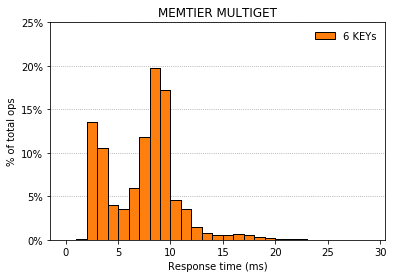 MEMTIER MULTIGET
6 KEYs
25%
20%
15%
10%
5%
0%
% of total ops
0 5 10 15 20 25 30
Response time (ms)